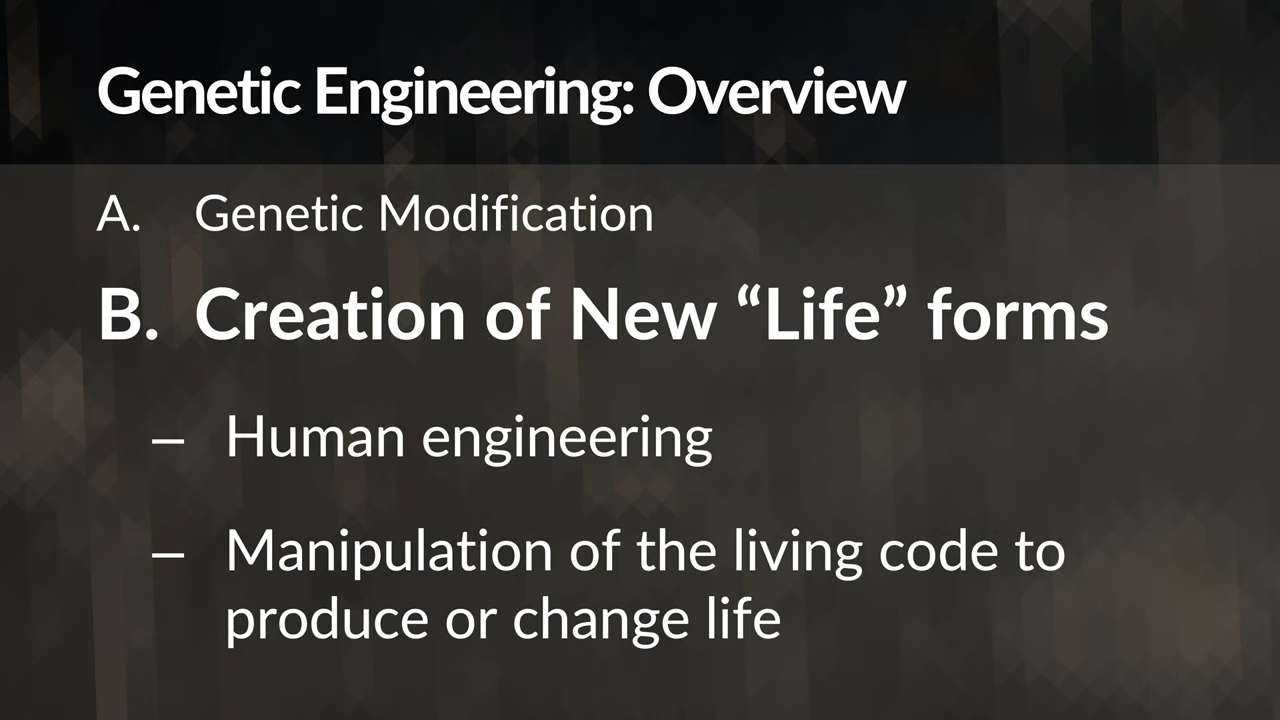 Genetic Engineering: Overview
A. Genetic Modification
B. Creation of New “Life” forms
– Human engineering
– Manipulation of the living code to
produce or change life